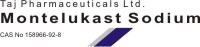 Taj Pharmaceuticals Ltd.
Montelukast Sodium
CAS No 158966-92-8